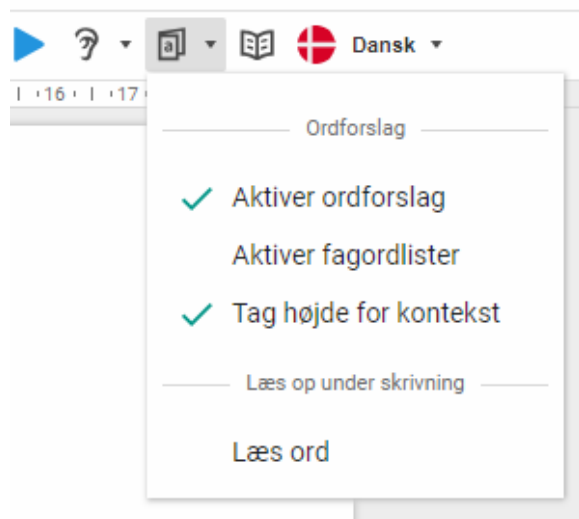 a Dansk
16 17
Ordforslag
Aktiver ordforslag
Aktiver fagordlister
Tag højde for kontekst
Læs op under skrivning
Læs ord